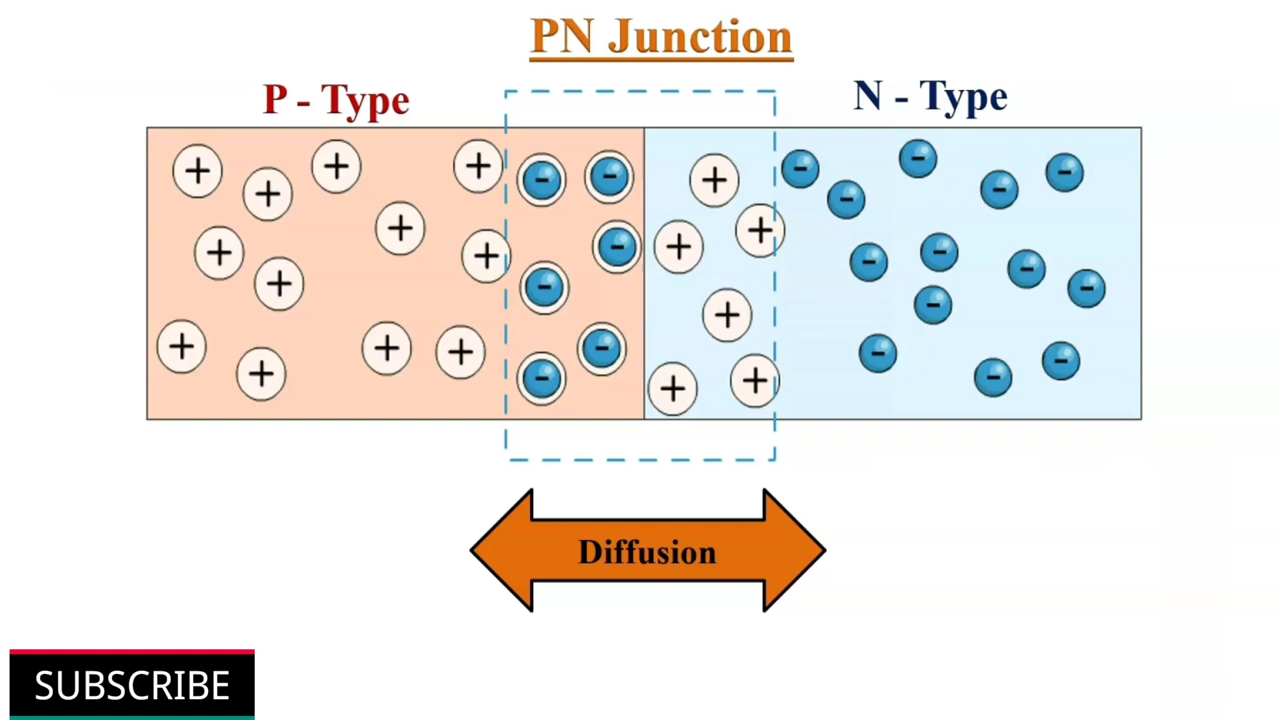 PN Junction
P - Type
N - Type
Diffusion
SUBSCRIBE